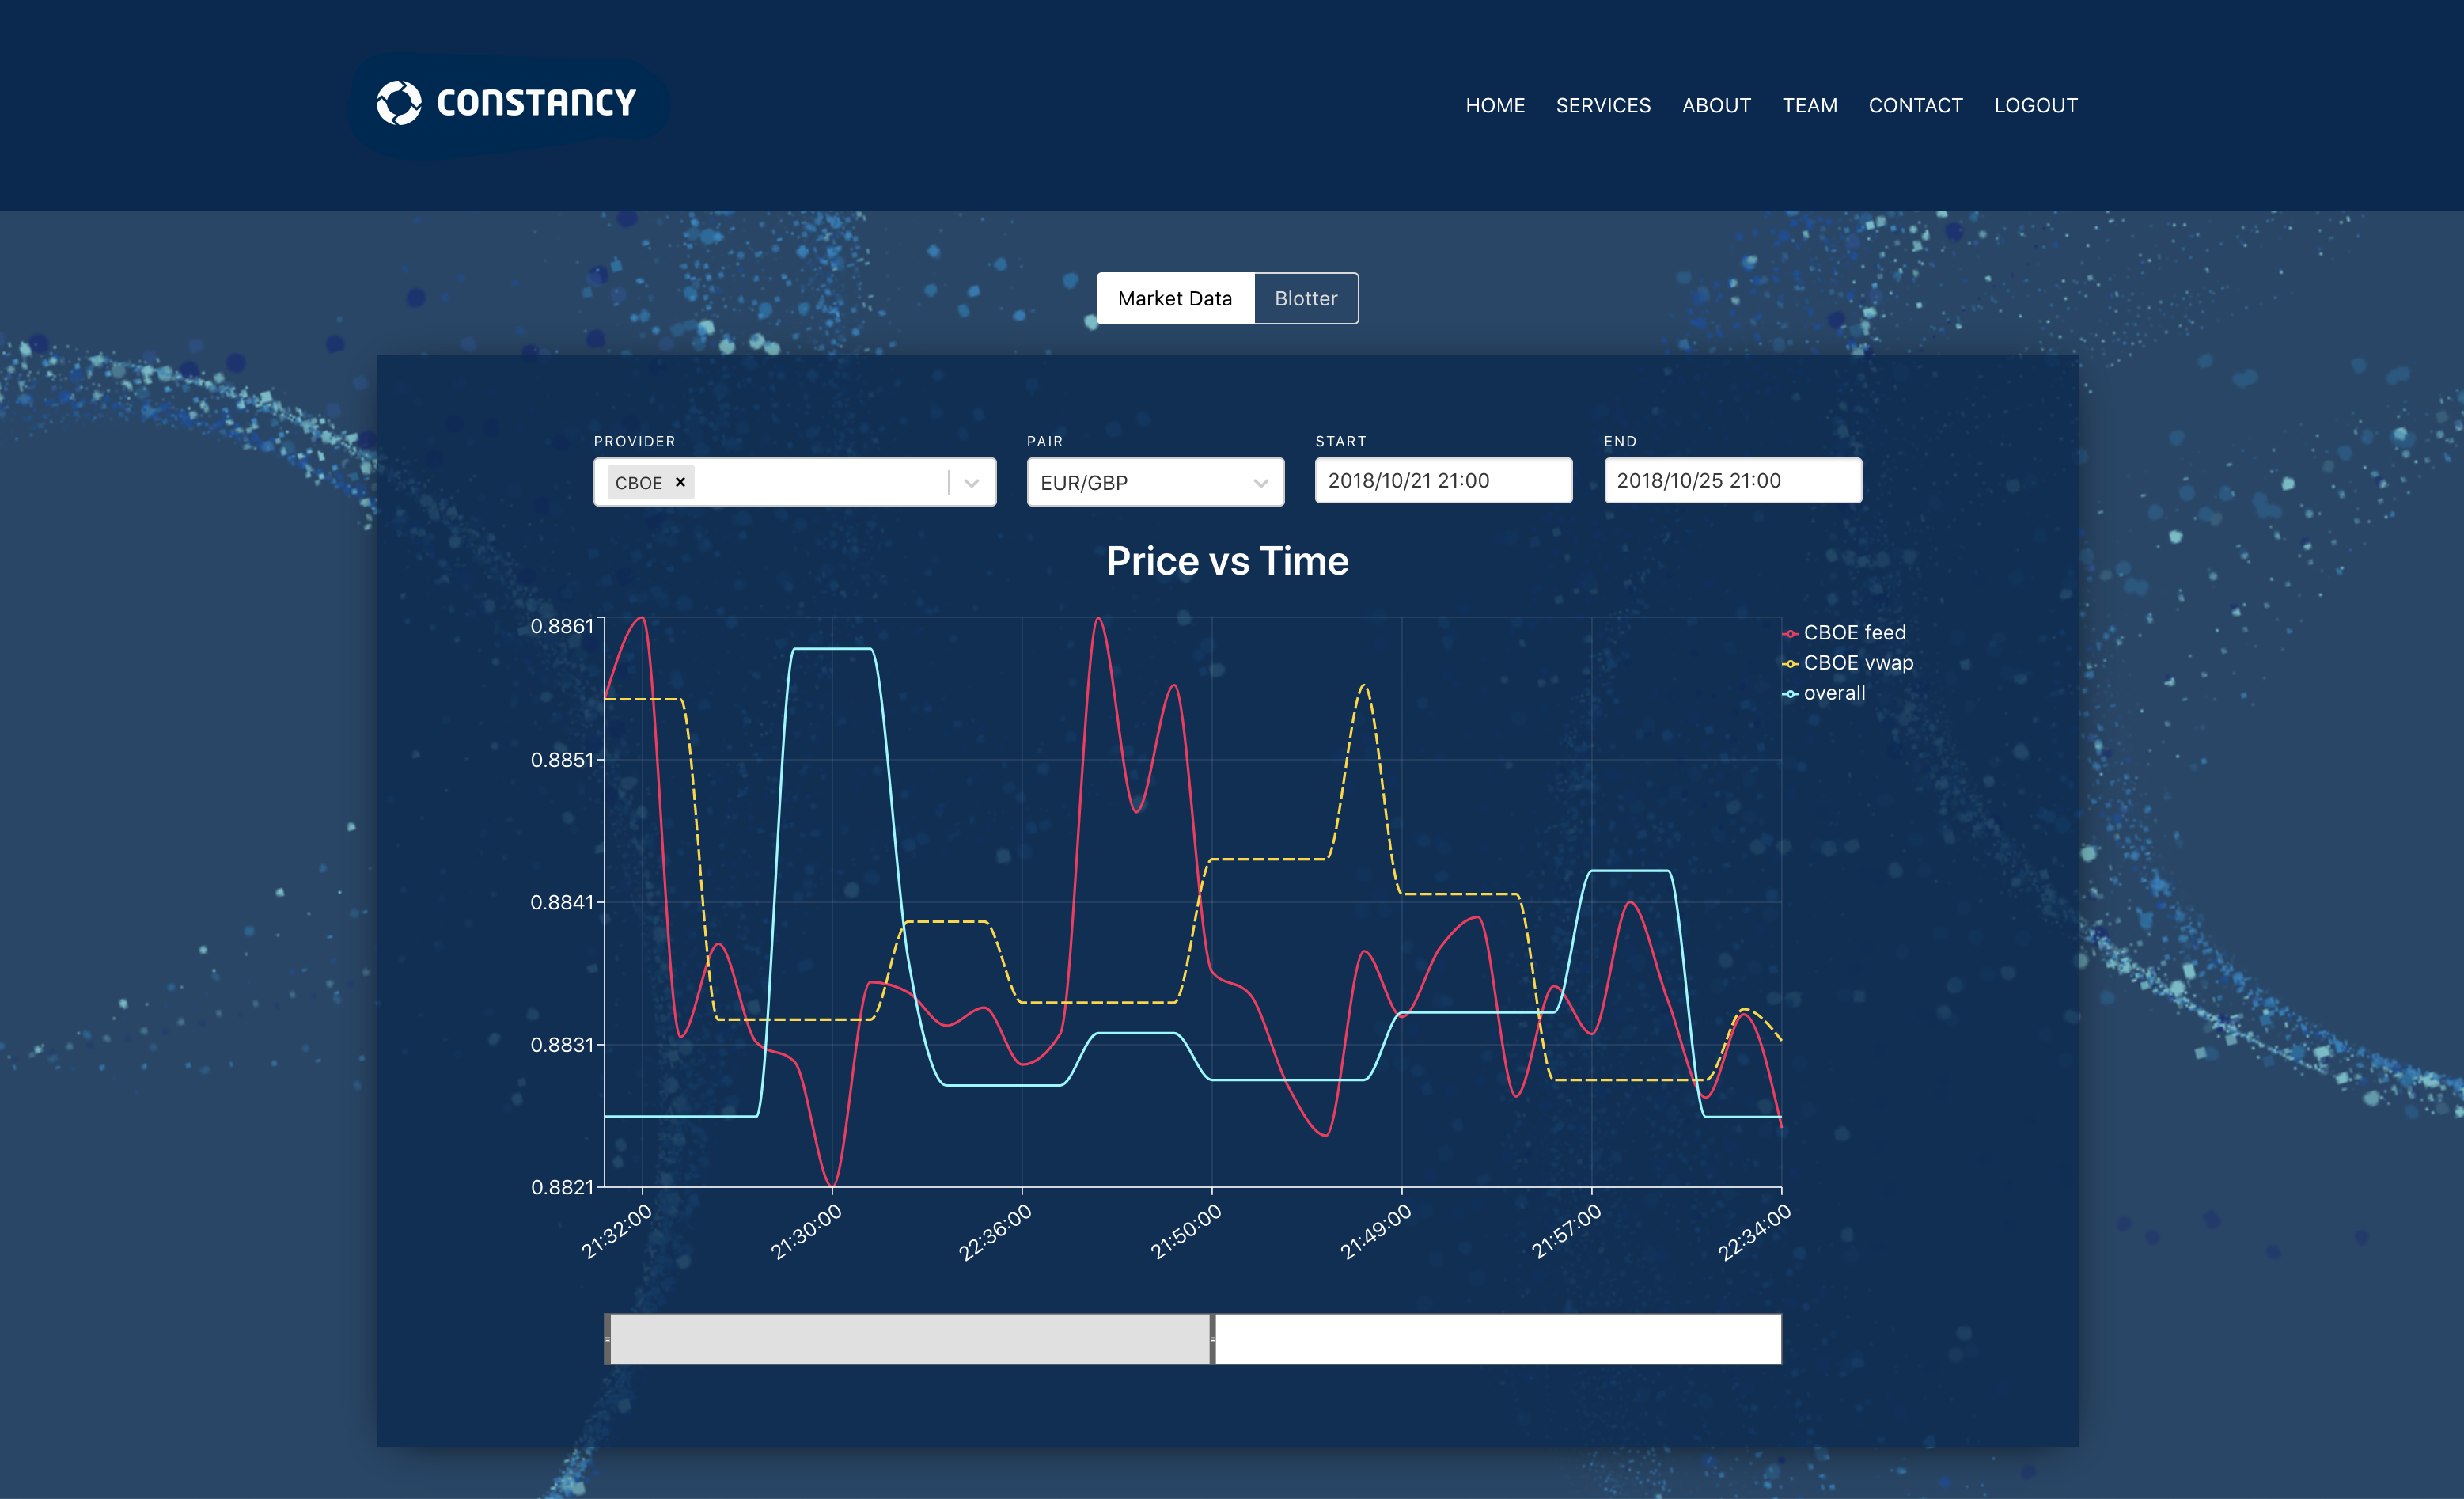 CONSTANCY
HOME SERVICES ABOUT TEAM CONTACT LOGOUT
Market Data Blotter
PROVIDER PAIR START END
CBOE × EUR/GBP 2018/10/21 21:00 2018/10/25 21:00
Price vs Time
0.8861
0.8851
0.8841
0.8831
0.8821
CBOE feed
CBOE vwap
overall
21:32:00 21:30:00 22:36:00 21:50:00 21:49:00 21:57:00 22:34:00